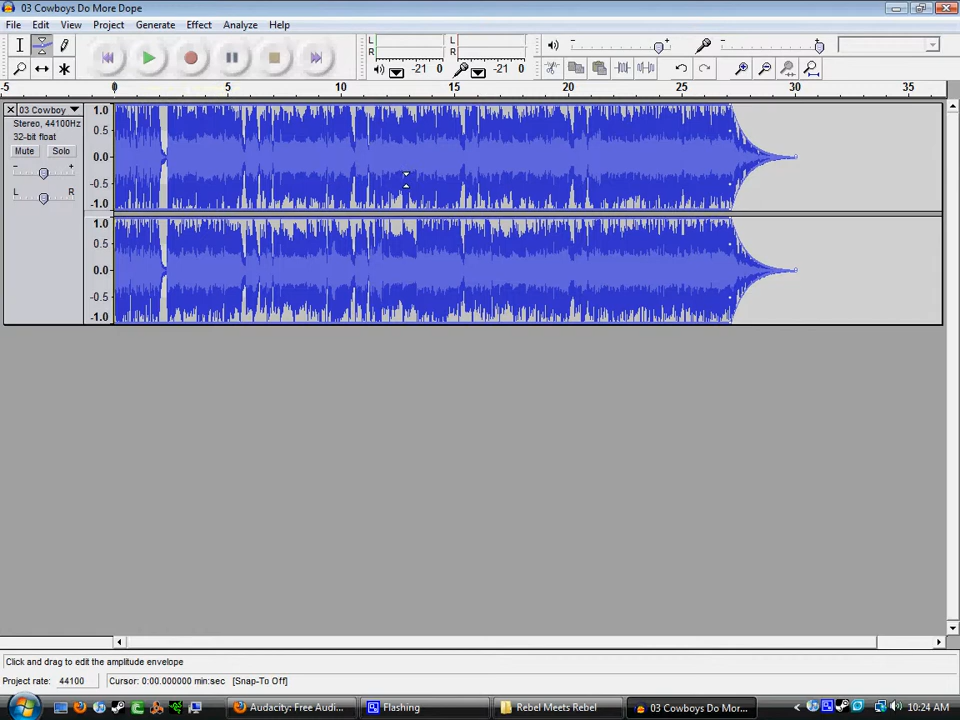 03 Cowboys Do More Dope
File Edit View Project Generate Effect Analyze Help
L
R
-21 0
L
R
-21 0
-5 0 5 10 15 20 25 30 35
03 Cowboy
Stereo, 44100Hz
32-bit float
Mute Solo
- +
L R
1.0
0.5
0.0
-0.5
-1.0
1.0
0.5
0.0
-0.5
-1.0
Click and drag to edit the amplitude envelope
Project rate: 44100 Cursor: 0:00.000000 min:sec [Snap-To Off]
Audacity: Free Audi... Flashing Rebel Meets Rebel 03 Cowboys Do Mor... 10:24 AM